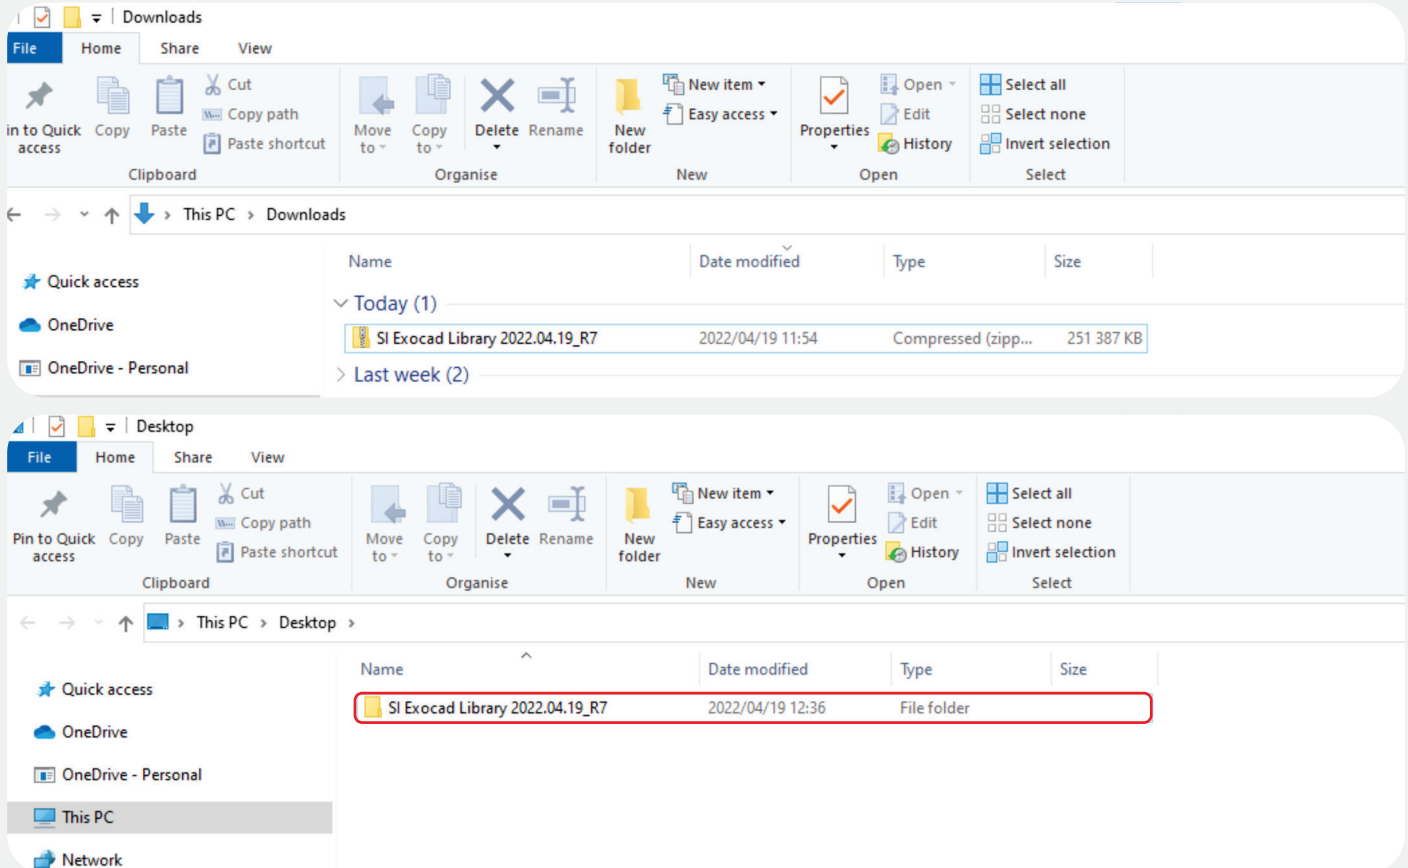 Downloads
File Home Share View
in to Quick access
Copy
Paste
Cut
Copy path
Paste shortcut
Clipboard
Move to
Copy to
Delete
Rename
Organise
New folder
New item
Easy access
New
Properties
Open
Edit
History
Open
Select all
Select none
Invert selection
Select
This PC > Downloads
Name Date modified Type Size
Quick access
OneDrive
OneDrive - Personal
Today (1)
SI Exocad Library 2022.04.19_R7 2022/04/19 11:54 Compressed (zipp... 251 387 KB
Last week (2)
Desktop
File Home Share View
Pin to Quick access
Copy
Paste
Cut
Copy path
Paste shortcut
Clipboard
Move to
Copy to
Delete
Rename
Organise
New folder
New item
Easy access
New
Properties
Open
Edit
History
Open
Select all
Select none
Invert selection
Select
This PC > Desktop >
Name Date modified Type Size
Quick access
OneDrive
OneDrive - Personal
This PC
Network
SI Exocad Library 2022.04.19_R7 2022/04/19 12:36 File folder